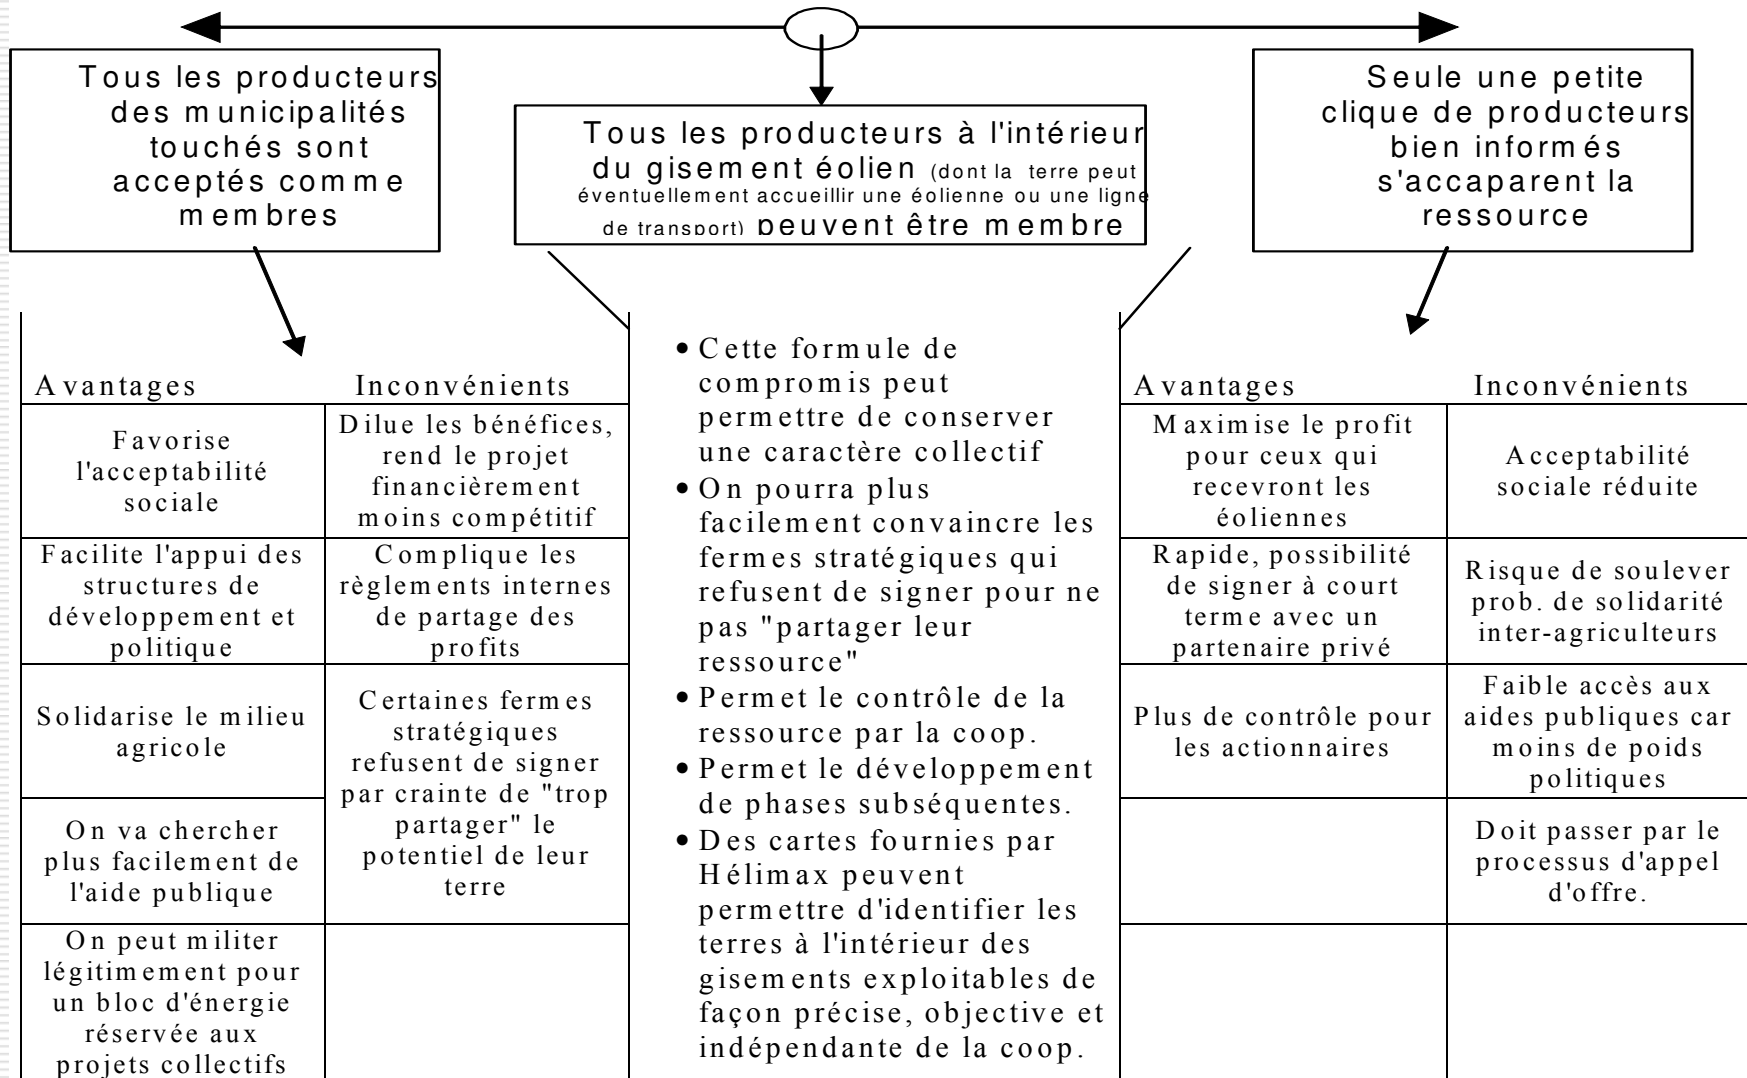 Tous les producteurs
des municipalités
touchés sont
acceptés comme
membres
Tous les producteurs à l'intérieur
du gisement éolien (dont la terre peut
éventuellement accueillir une éolienne ou une ligne
de transport) peuvent être membre
Seule une petite
clique de producteurs
bien informés
s'accaparent la
ressource
Avantages
Inconvénients
Favorise
l'acceptabilité
sociale
Dilue les bénéfices,
rend le projet
financièrement
moins compétitif
Facilite l'appui des
structures de
développement et
politique
Complique les
règlements internes
de partage des
profits
Solidarise le milieu
agricole
Certaines fermes
stratégiques
refusent de signer
par crainte de "trop
partager" le
potentiel de leur
terre
On va chercher
plus facilement de
l'aide publique
On peut militer
légitimement pour
un bloc d'énergie
réservée aux
projets collectifs
• Cette formule de
compromis peut
permettre de conserver
une caractère collectif
• On pourra plus
facilement convaincre les
fermes stratégiques qui
refusent de signer pour ne
pas "partager leur
ressource"
• Permet le contrôle de la
ressource par la coop.
• Permet le développement
de phases subséquentes.
• Des cartes fournies par
Hélimax peuvent
permettre d'identifier les
terres à l'intérieur des
gisements exploitables de
façon précise, objective et
indépendante de la coop.
Avantages
Inconvénients
Maximise le profit
pour ceux qui
recevront les
éoliennes
Acceptabilité
sociale réduite
Rapide, possibilité
de signer à court
terme avec un
partenaire privé
Risque de soulever
prob. de solidarité
inter-agriculteurs
Plus de contrôle pour
les actionnaires
Faible accès aux
aides publiques car
moins de poids
politiques
Doit passer par le
processus d'appel
d'offre.